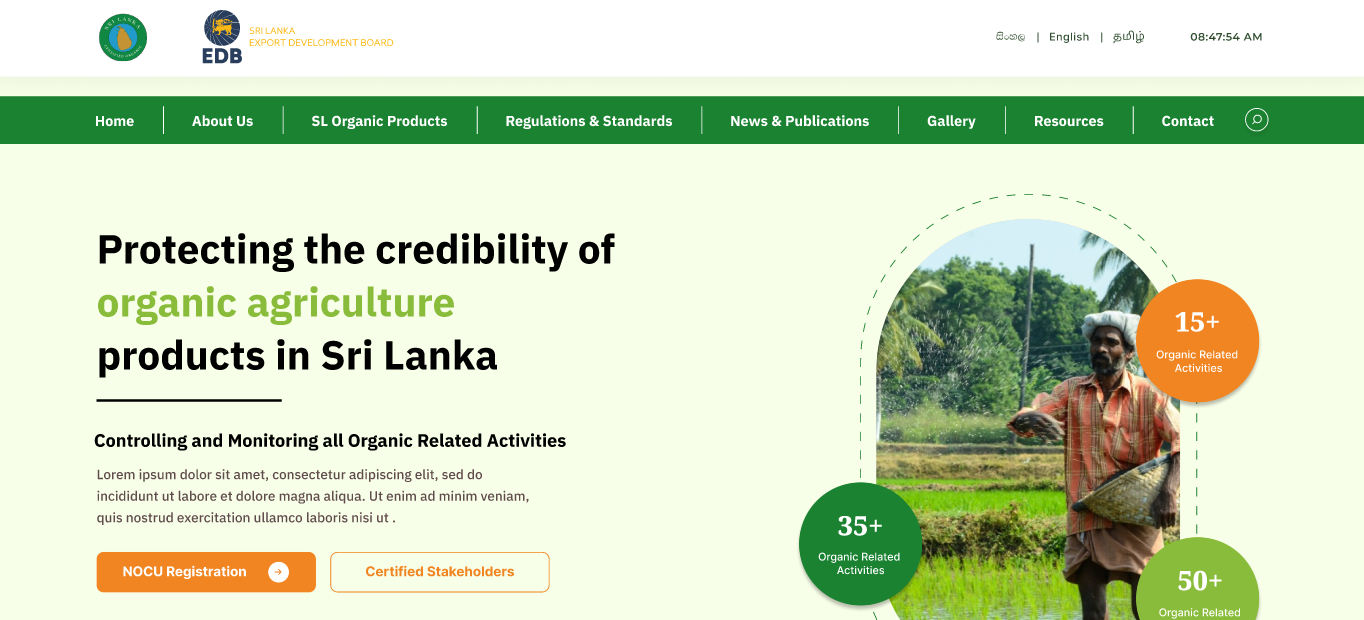 SRI LANKA
EDB
SRI LANKA
EXPORT DEVELOPMENT BOARD
සිංහල | English | தமிழ்
08:47:54 AM
Home
About Us
SL Organic Products
Regulations & Standards
News & Publications
Gallery
Resources
Contact
Protecting the credibility of
organic agriculture
products in Sri Lanka
Controlling and Monitoring all Organic Related Activities
Lorem ipsum dolor sit amet, consectetur adipiscing elit, sed do
incididunt ut labore et dolore magna aliqua. Ut enim ad minim veniam,
quis nostrud exercitation ullamco laboris nisi ut .
NOCU Registration
Certified Stakeholders
15+
Organic Related
Activities
35+
Organic Related
Activities
50+
Organic Related